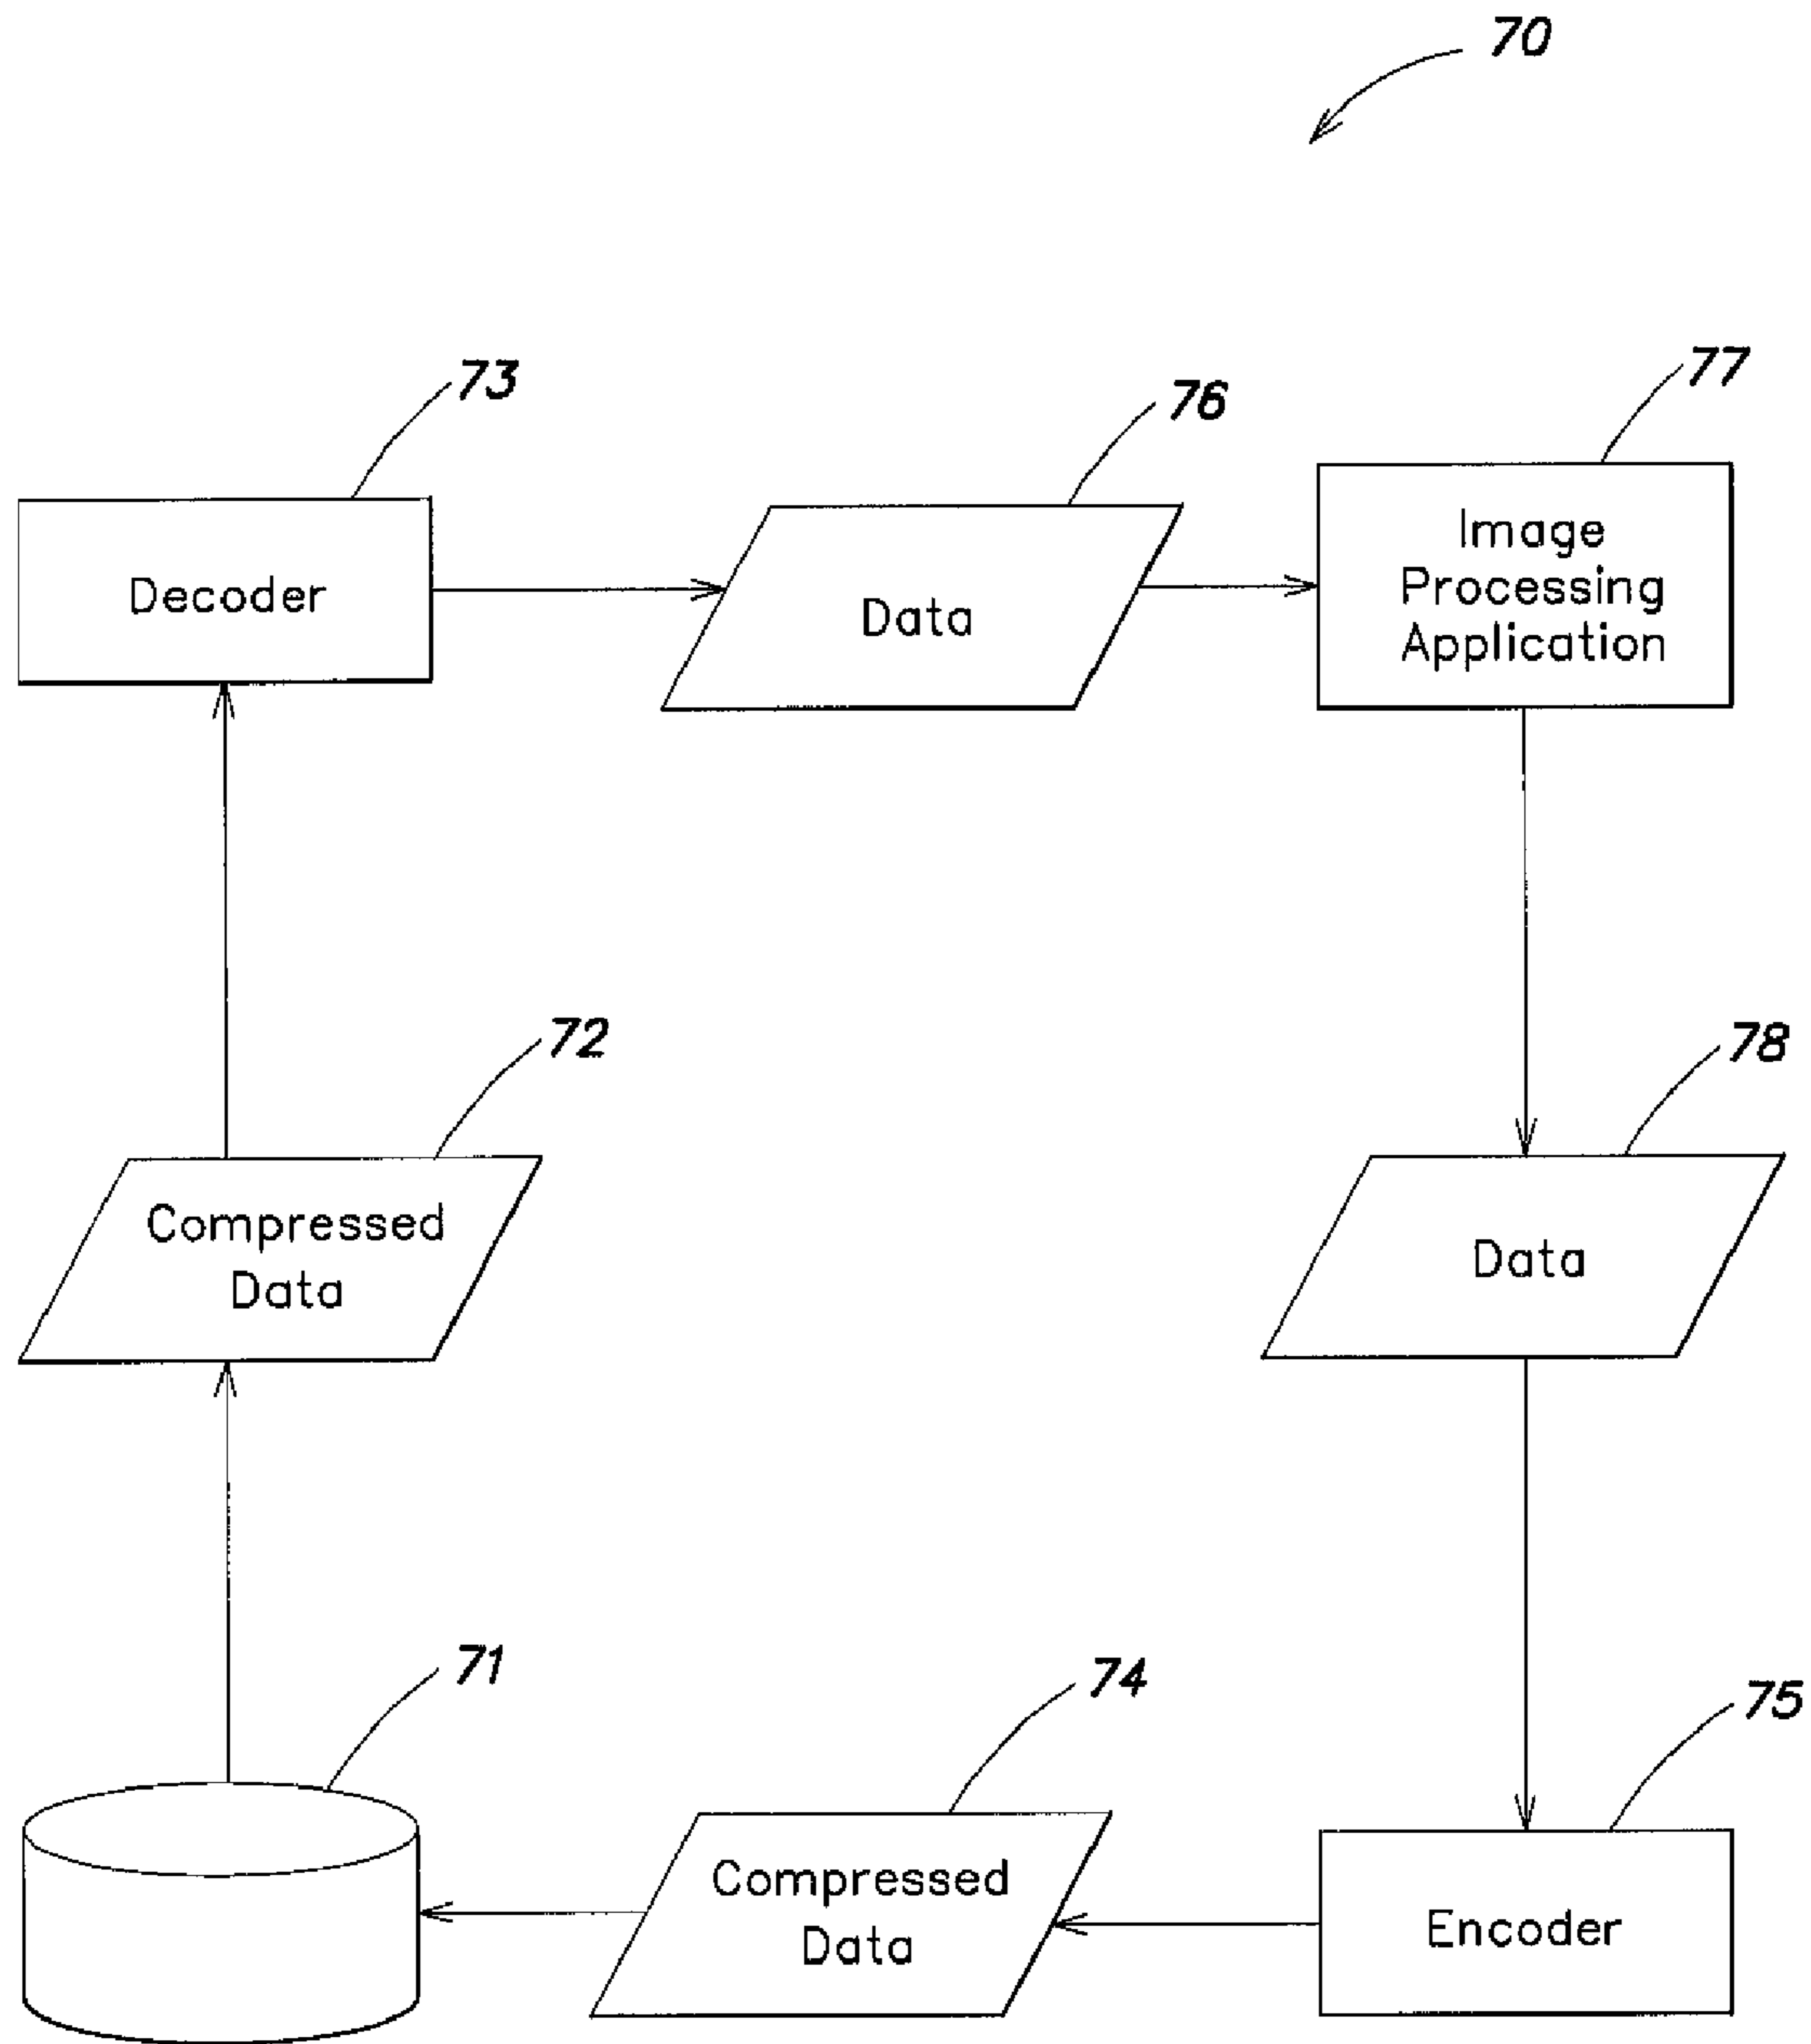 70
73
76
77
Decoder
Data
Image
Processing
Application
72
78
Compressed
Data
Data
71
74
75
Compressed
Data
Encoder